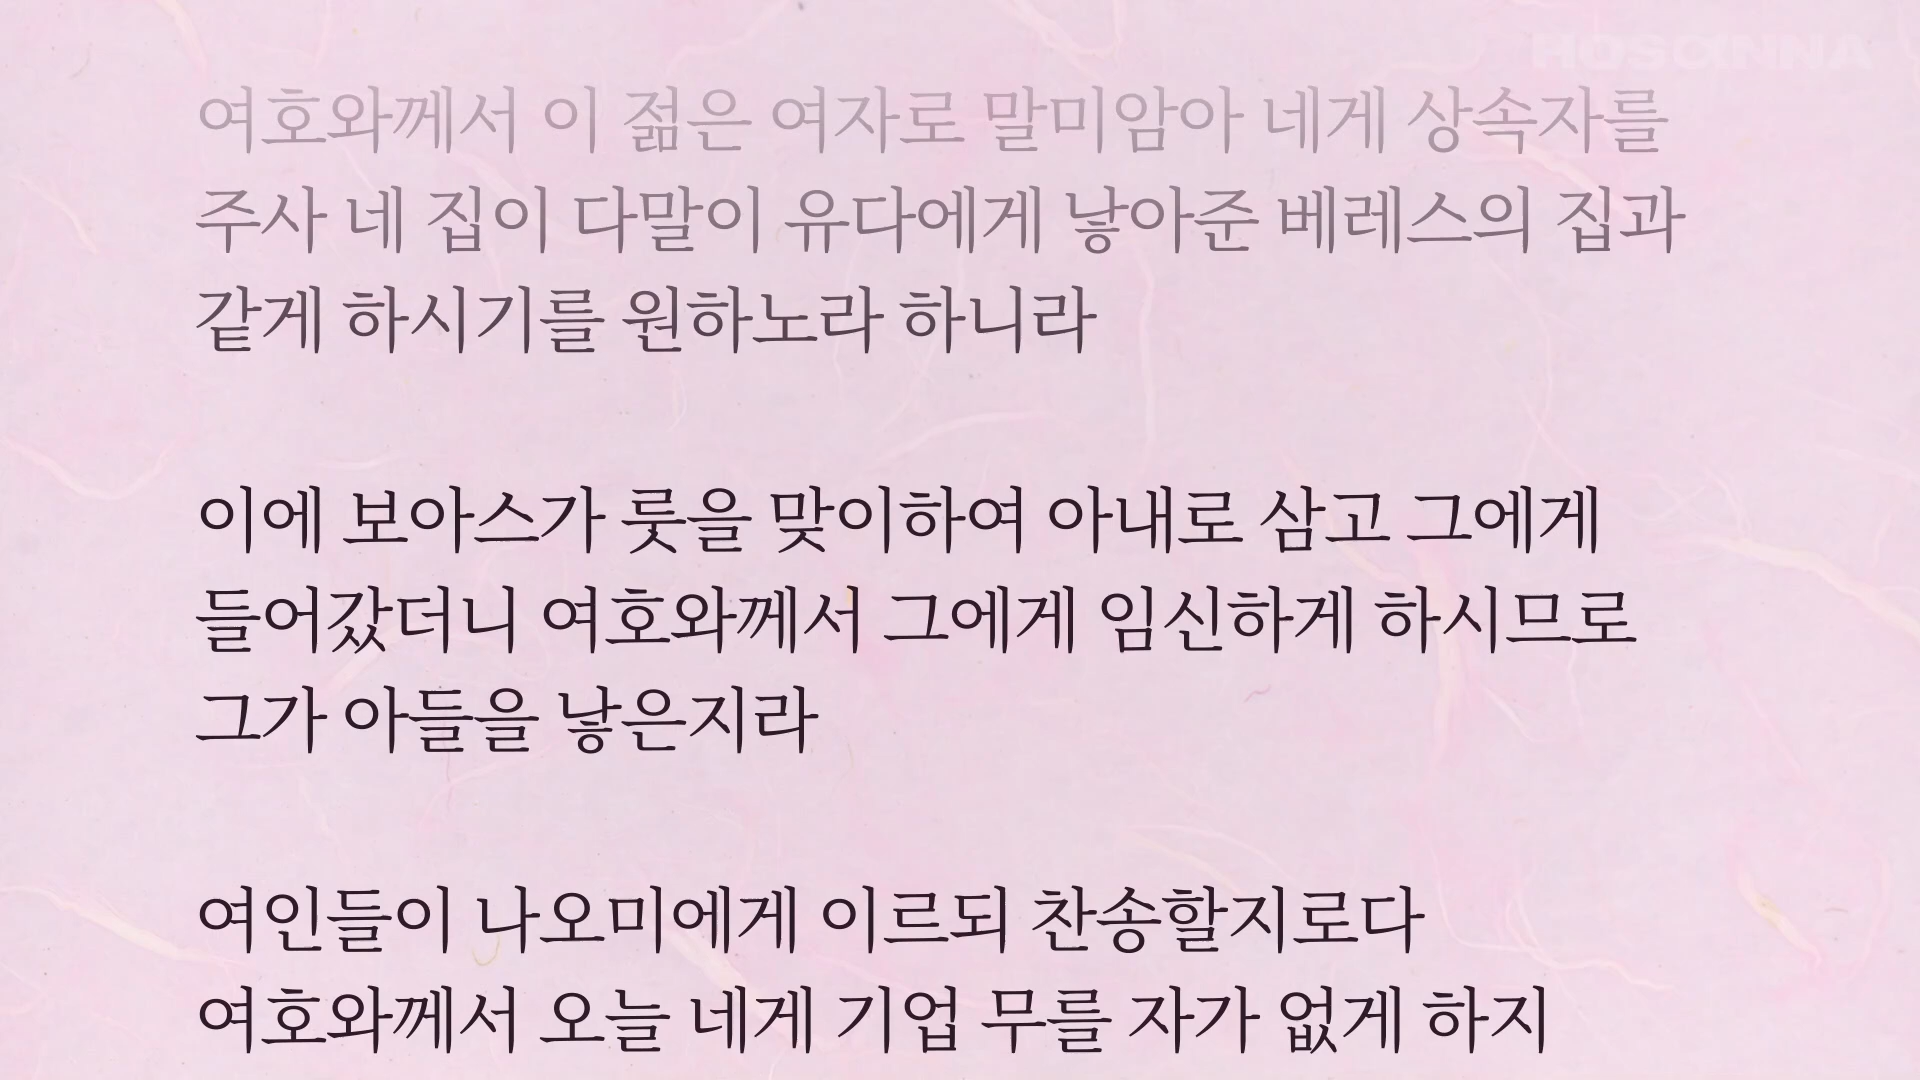 HOSANNA
여호와께서 이 젊은 여자로 말미암아 네게 상속자를
주사 네 집이 다말이 유다에게 낳아준 베레스의 집과
같게 하시기를 원하노라 하니라
이에 보아스가 룻을 맞이하여 아내로 삼고 그에게
들어갔더니 여호와께서 그에게 임신하게 하시므로
그가 아들을 낳은지라
여인들이 나오미에게 이르되 찬송할지로다
여호와께서 오늘 네게 기업 무를 자가 없게 하지